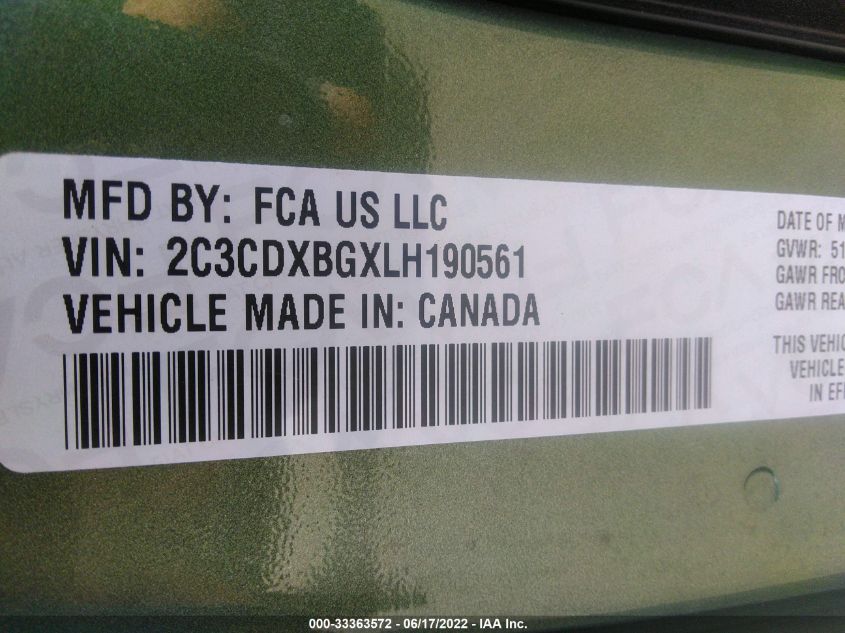 MFD BY: FCA US LLC
VIN: 2C3CDXBGXLH190561
VEHICLE MADE IN: CANADA
DATE OF M
GVWR: 51
GAWR FRO
GAWR REA
THIS VEHIC
VEHICLE
IN EF
000-33363572 - 06/17/2022 - IAA Inc.